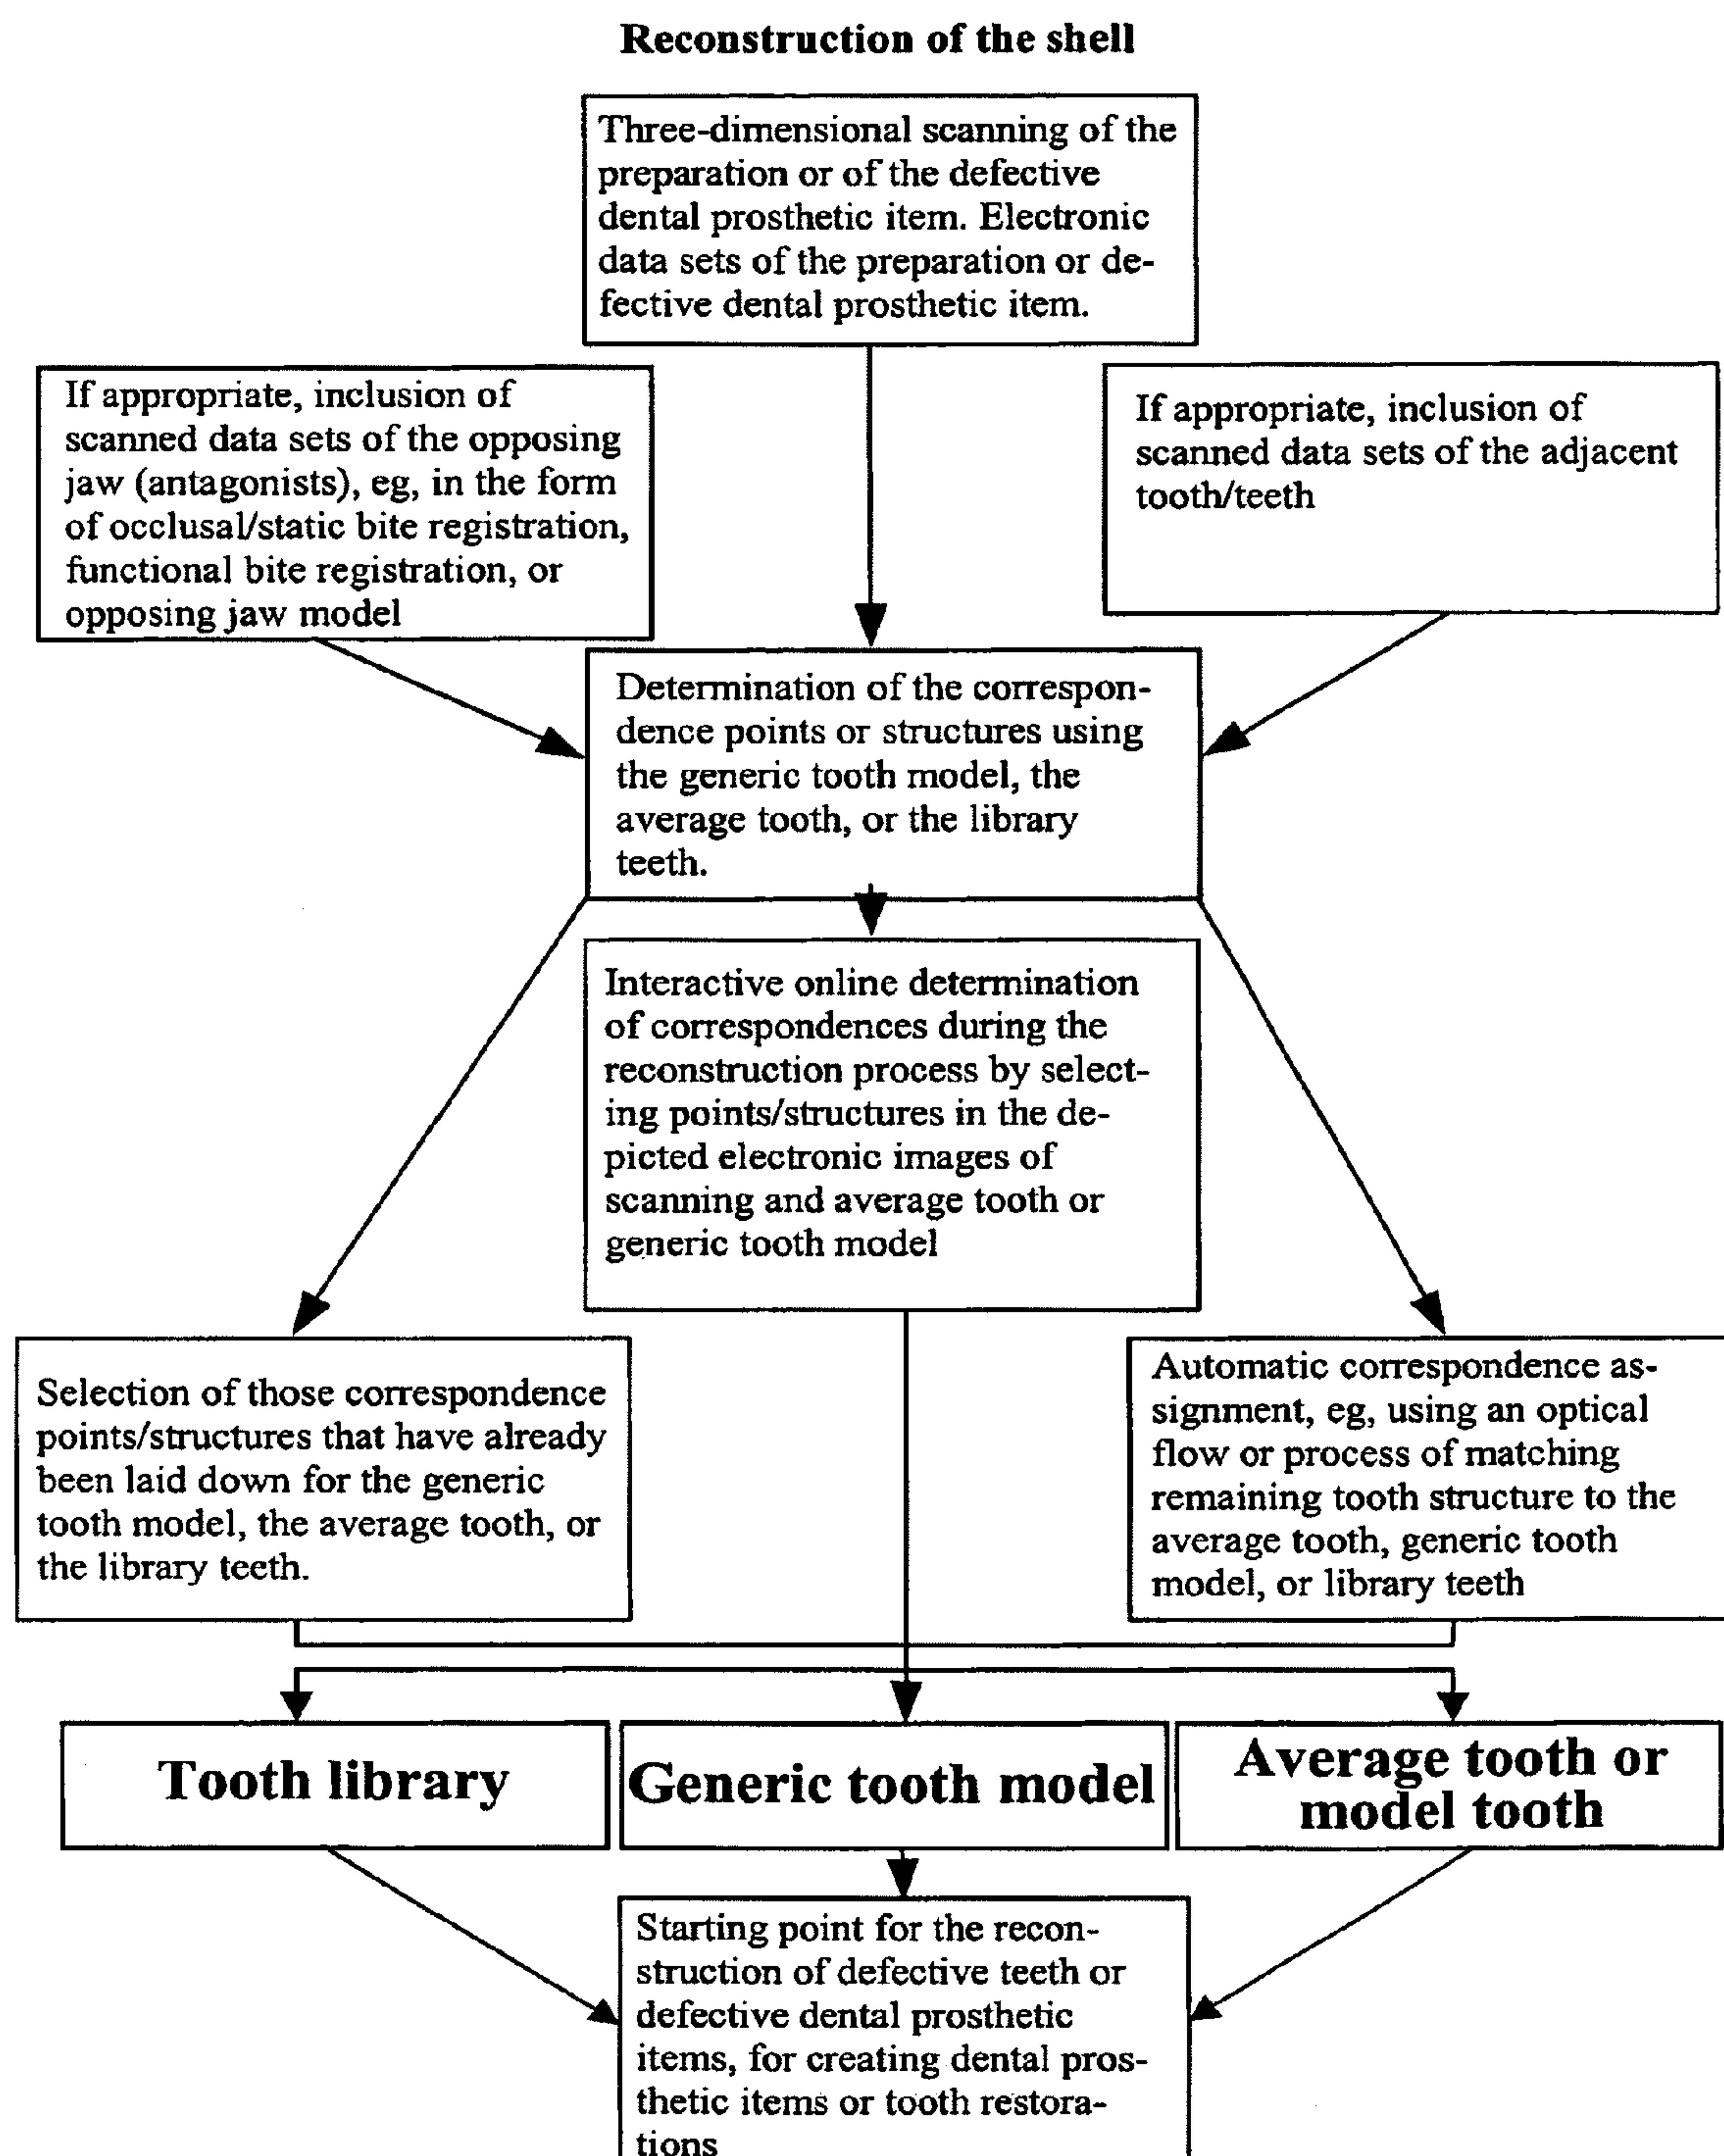 Reconstruction of the shell
Three-dimensional scanning of the
preparation or of the defective
dental prosthetic item. Electronic
data sets of the preparation or de-
fective dental prosthetic item.
If appropriate, inclusion of
scanned data sets of the opposing
jaw (antagonists), eg, in the form
of occlusal/static bite registration,
functional bite registration, or
opposing jaw model
If appropriate, inclusion of
scanned data sets of the adjacent
tooth/teeth
Determination of the correspon-
dence points or structures using
the generic tooth model, the
average tooth, or the library
teeth.
Interactive online determination
of correspondences during the
reconstruction process by select-
ing points/structures in the de-
picted electronic images of
scanning and average tooth or
generic tooth model
Selection of those correspondence
points/structures that have already
been laid down for the generic
tooth model, the average tooth, or
the library teeth.
Automatic correspondence as-
signment, eg, using an optical
flow or process of matching
remaining tooth structure to the
average tooth, generic tooth
model, or library teeth
Tooth library
Generic tooth model
Average tooth or
model tooth
Starting point for the recon-
struction of defective teeth or
defective dental prosthetic
items, for creating dental pros-
thetic items or tooth restora-
tions